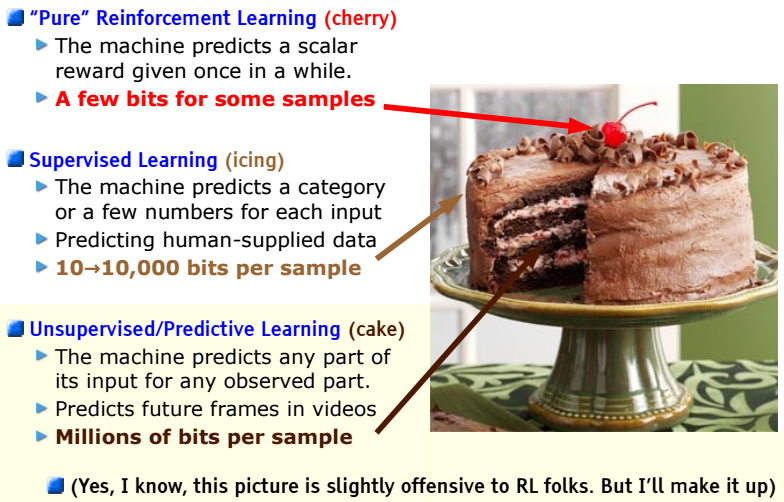 “Pure” Reinforcement Learning (cherry)
The machine predicts a scalar
reward given once in a while.
A few bits for some samples
Supervised Learning (icing)
The machine predicts a category
or a few numbers for each input
Predicting human-supplied data
10→10,000 bits per sample
Unsupervised/Predictive Learning (cake)
The machine predicts any part of
its input for any observed part.
Predicts future frames in videos
Millions of bits per sample
(Yes, I know, this picture is slightly offensive to RL folks. But I’ll make it up)